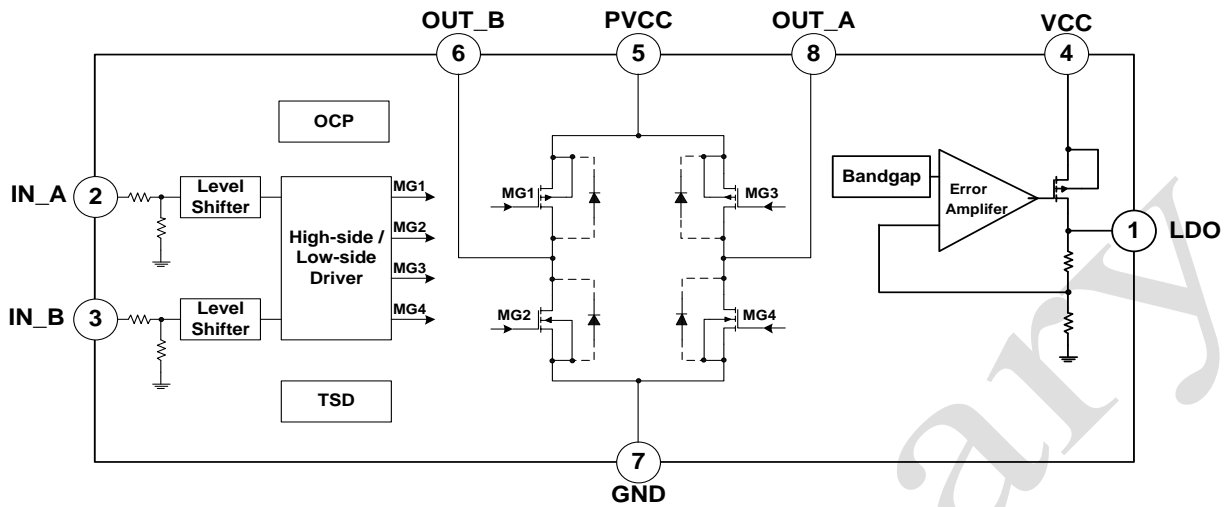 OUT_B PVCC OUT_A VCC
6 5 8 4
OCP
IN_A 2 Level
Shifter
High-side /
Low-side
Driver
MG1
MG2
MG3
MG4
IN_B 3 Level
Shifter
TSD
MG1 MG3
MG2 MG4
Bandgap
Error
Amplifer
1 LDO
7
GND
ary